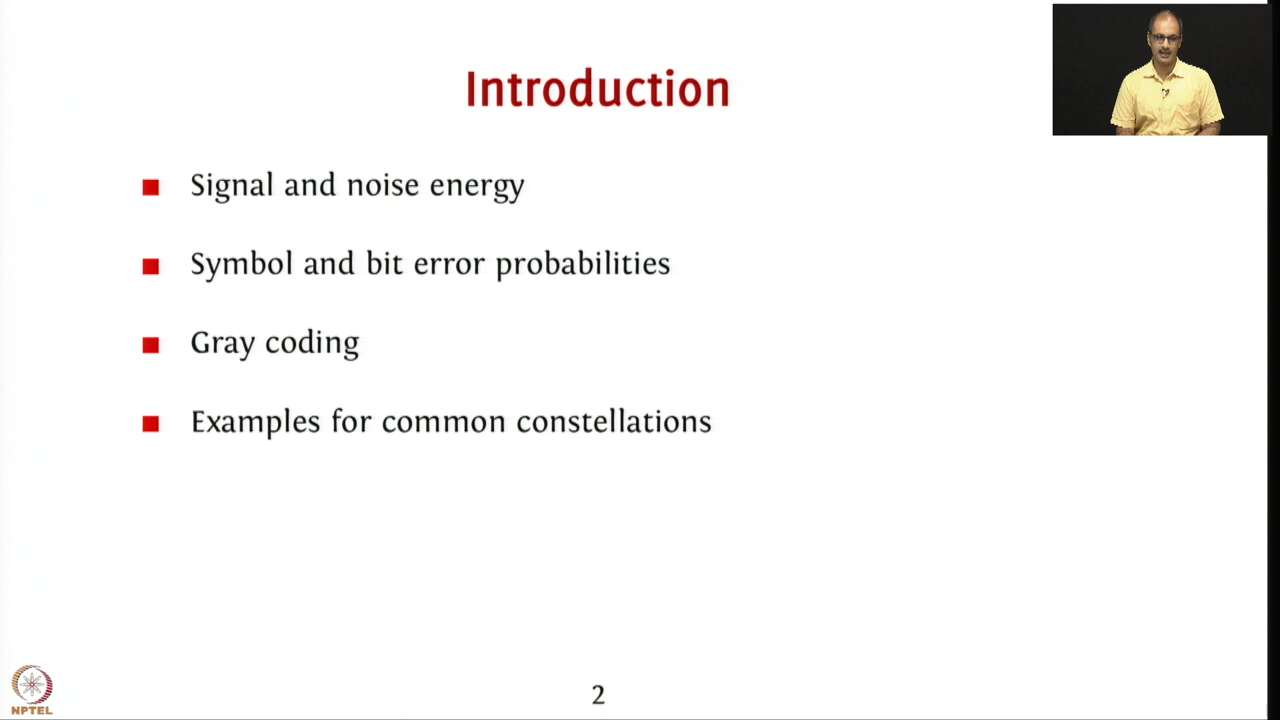 Introduction
Signal and noise energy
Symbol and bit error probabilities
Gray coding
Examples for common constellations
NPTEL
2